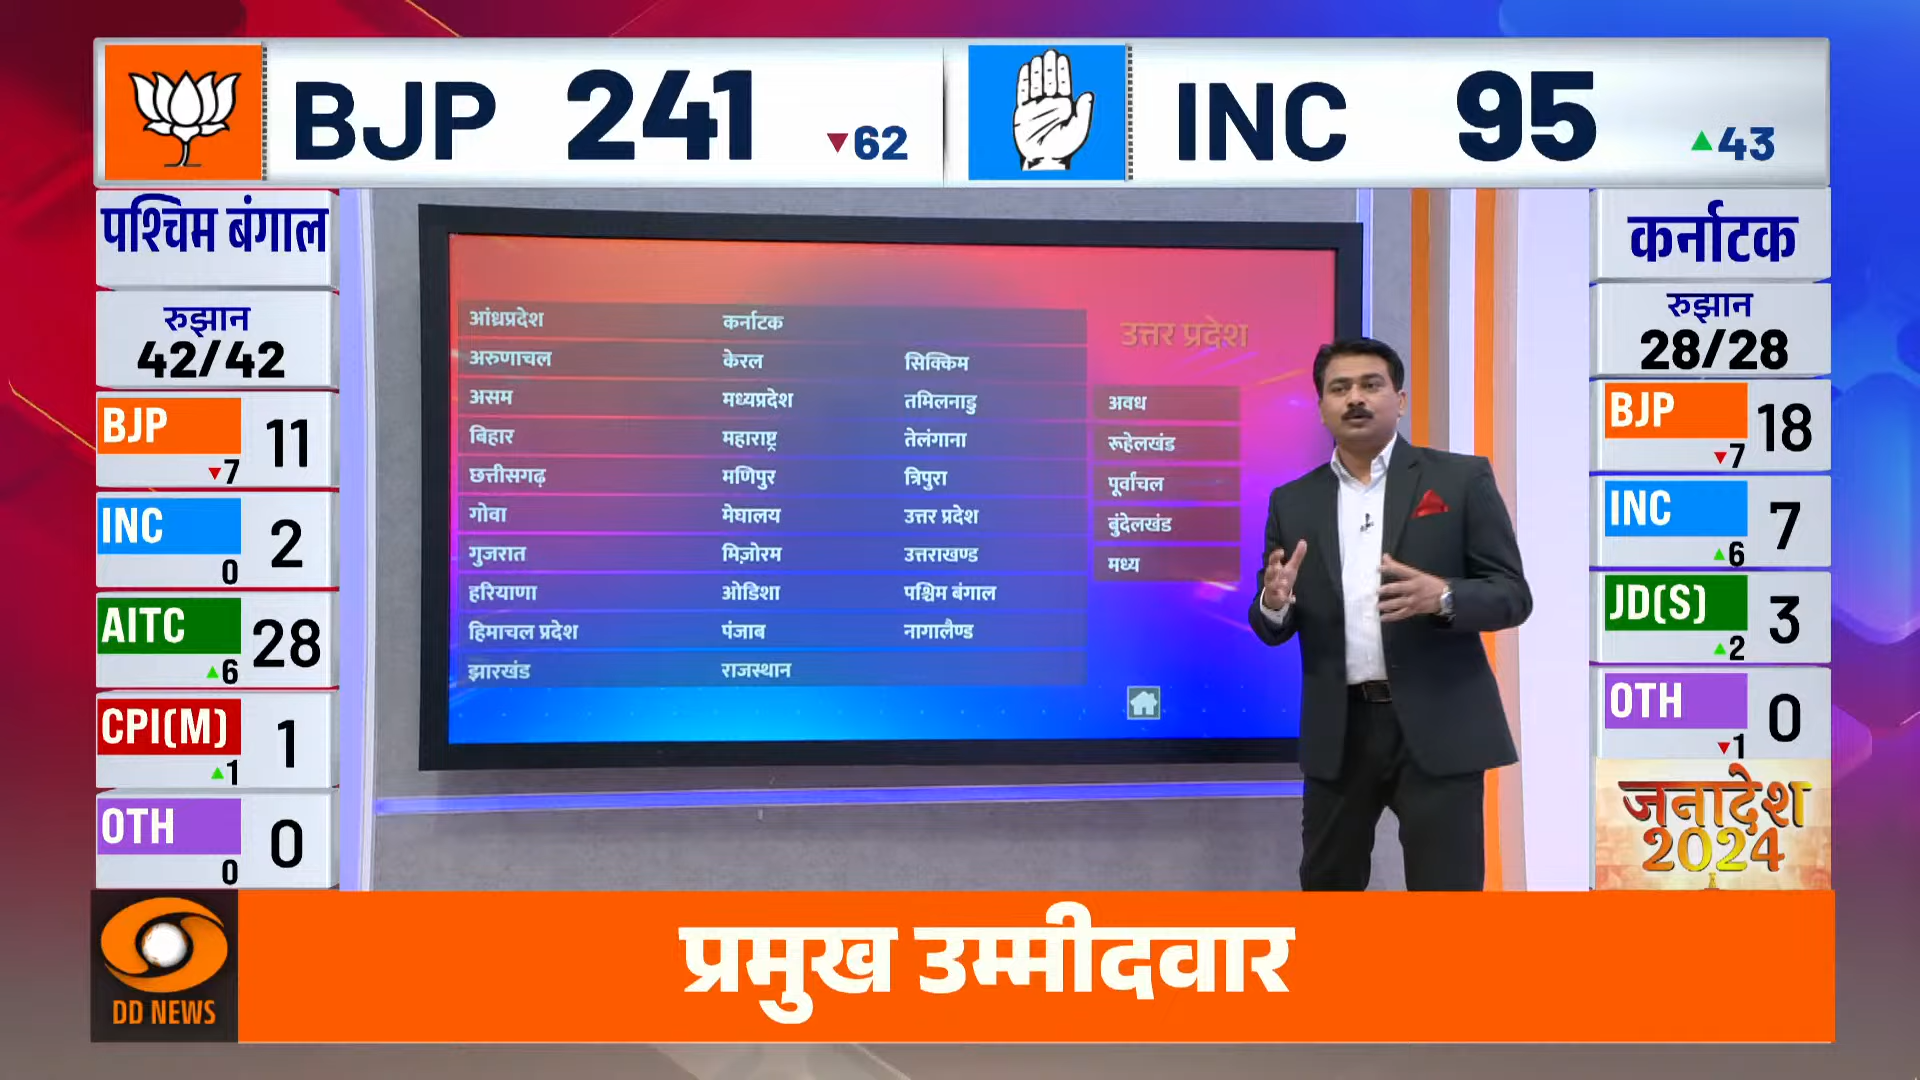 BJP 241 ▼62
INC 95 ▲43
पश्चिम बंगाल
रुझान
42/42
BJP 11
▼7
INC 2
0
AITC 28
▲6
CPI(M) 1
▲1
OTH 0
0
आंध्रप्रदेश कर्नाटक
अरुणाचल केरल सिक्किम
असम मध्यप्रदेश तमिलनाडु
बिहार महाराष्ट्र तेलंगाना
छत्तीसगढ़ मणिपुर त्रिपुरा
गोवा मेघालय उत्तर प्रदेश
गुजरात मिज़ोरम उत्तराखण्ड
हरियाणा ओडिशा पश्चिम बंगाल
हिमाचल प्रदेश पंजाब नागालैण्ड
झारखंड राजस्थान
उत्तर प्रदेश
अवध
रूहेलखंड
पूर्वांचल
बुंदेलखंड
मध्य
कर्नाटक
रुझान
28/28
BJP 18
▼7
INC 7
▲6
JD(S) 3
▲2
OTH 0
▼1
जनादेश
2024
DD NEWS
प्रमुख उम्मीदवार